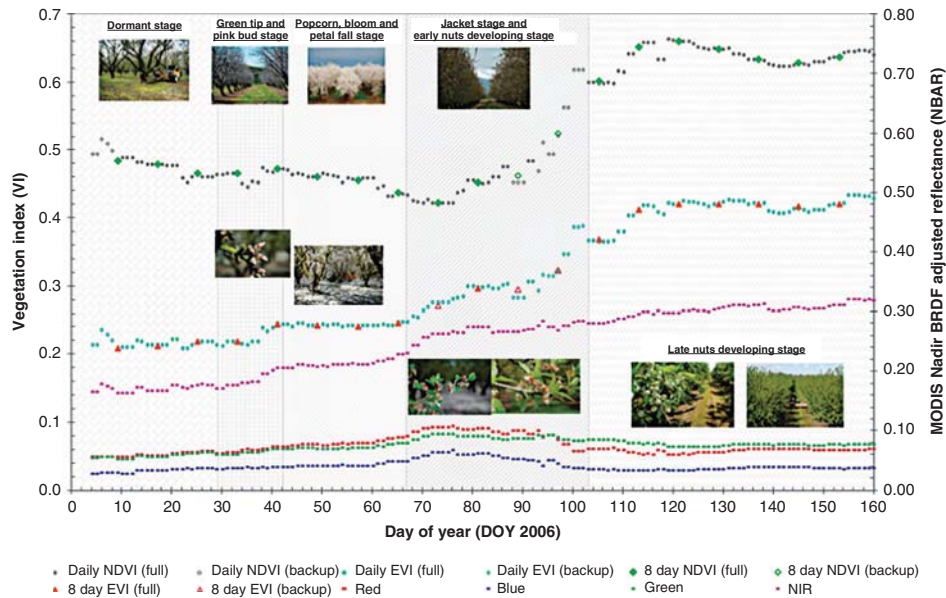 Dormant stage
Green tip and
pink bud stage
Popcorn, bloom and
petal fall stage
Jacket stage and
early nuts developing stage
Late nuts developing stage
Vegetation index (VI)
0.7
0.6
0.5
0.4
0.3
0.2
0.1
0.0
MODIS Nadir BRDF adjusted reflectance (NBAR)
0.80
0.70
0.60
0.50
0.40
0.30
0.20
0.10
0.00
0 10 20 30 40 50 60 70 80 90 100 110 120 130 140 150 160
Day of year (DOY 2006)
Daily NDVI (full) Daily NDVI (backup) Daily EVI (full) Daily EVI (backup) 8 day NDVI (full) 8 day NDVI (backup)
8 day EVI (full) 8 day EVI (backup) Red Blue Green NIR